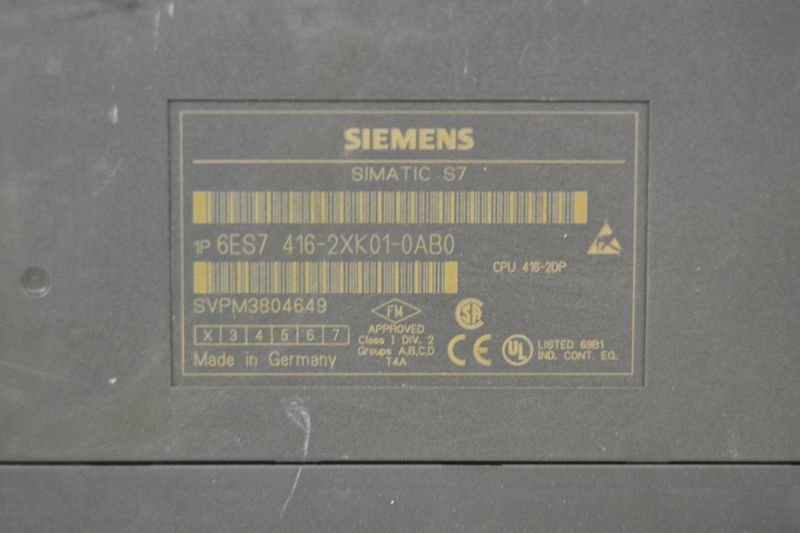 SIEMENS
SIMATIC S7
1P 6ES7 416-2XK01-0AB0
CPU 416-2DP
SVPM3804649
X 3 4 5 6 7
Made in Germany
FM
APPROVED
Class I DIV. 2
Groups A,B,C,D
T4A
SA
CE
UL
LISTED 69B1
IND. CONT. EQ.